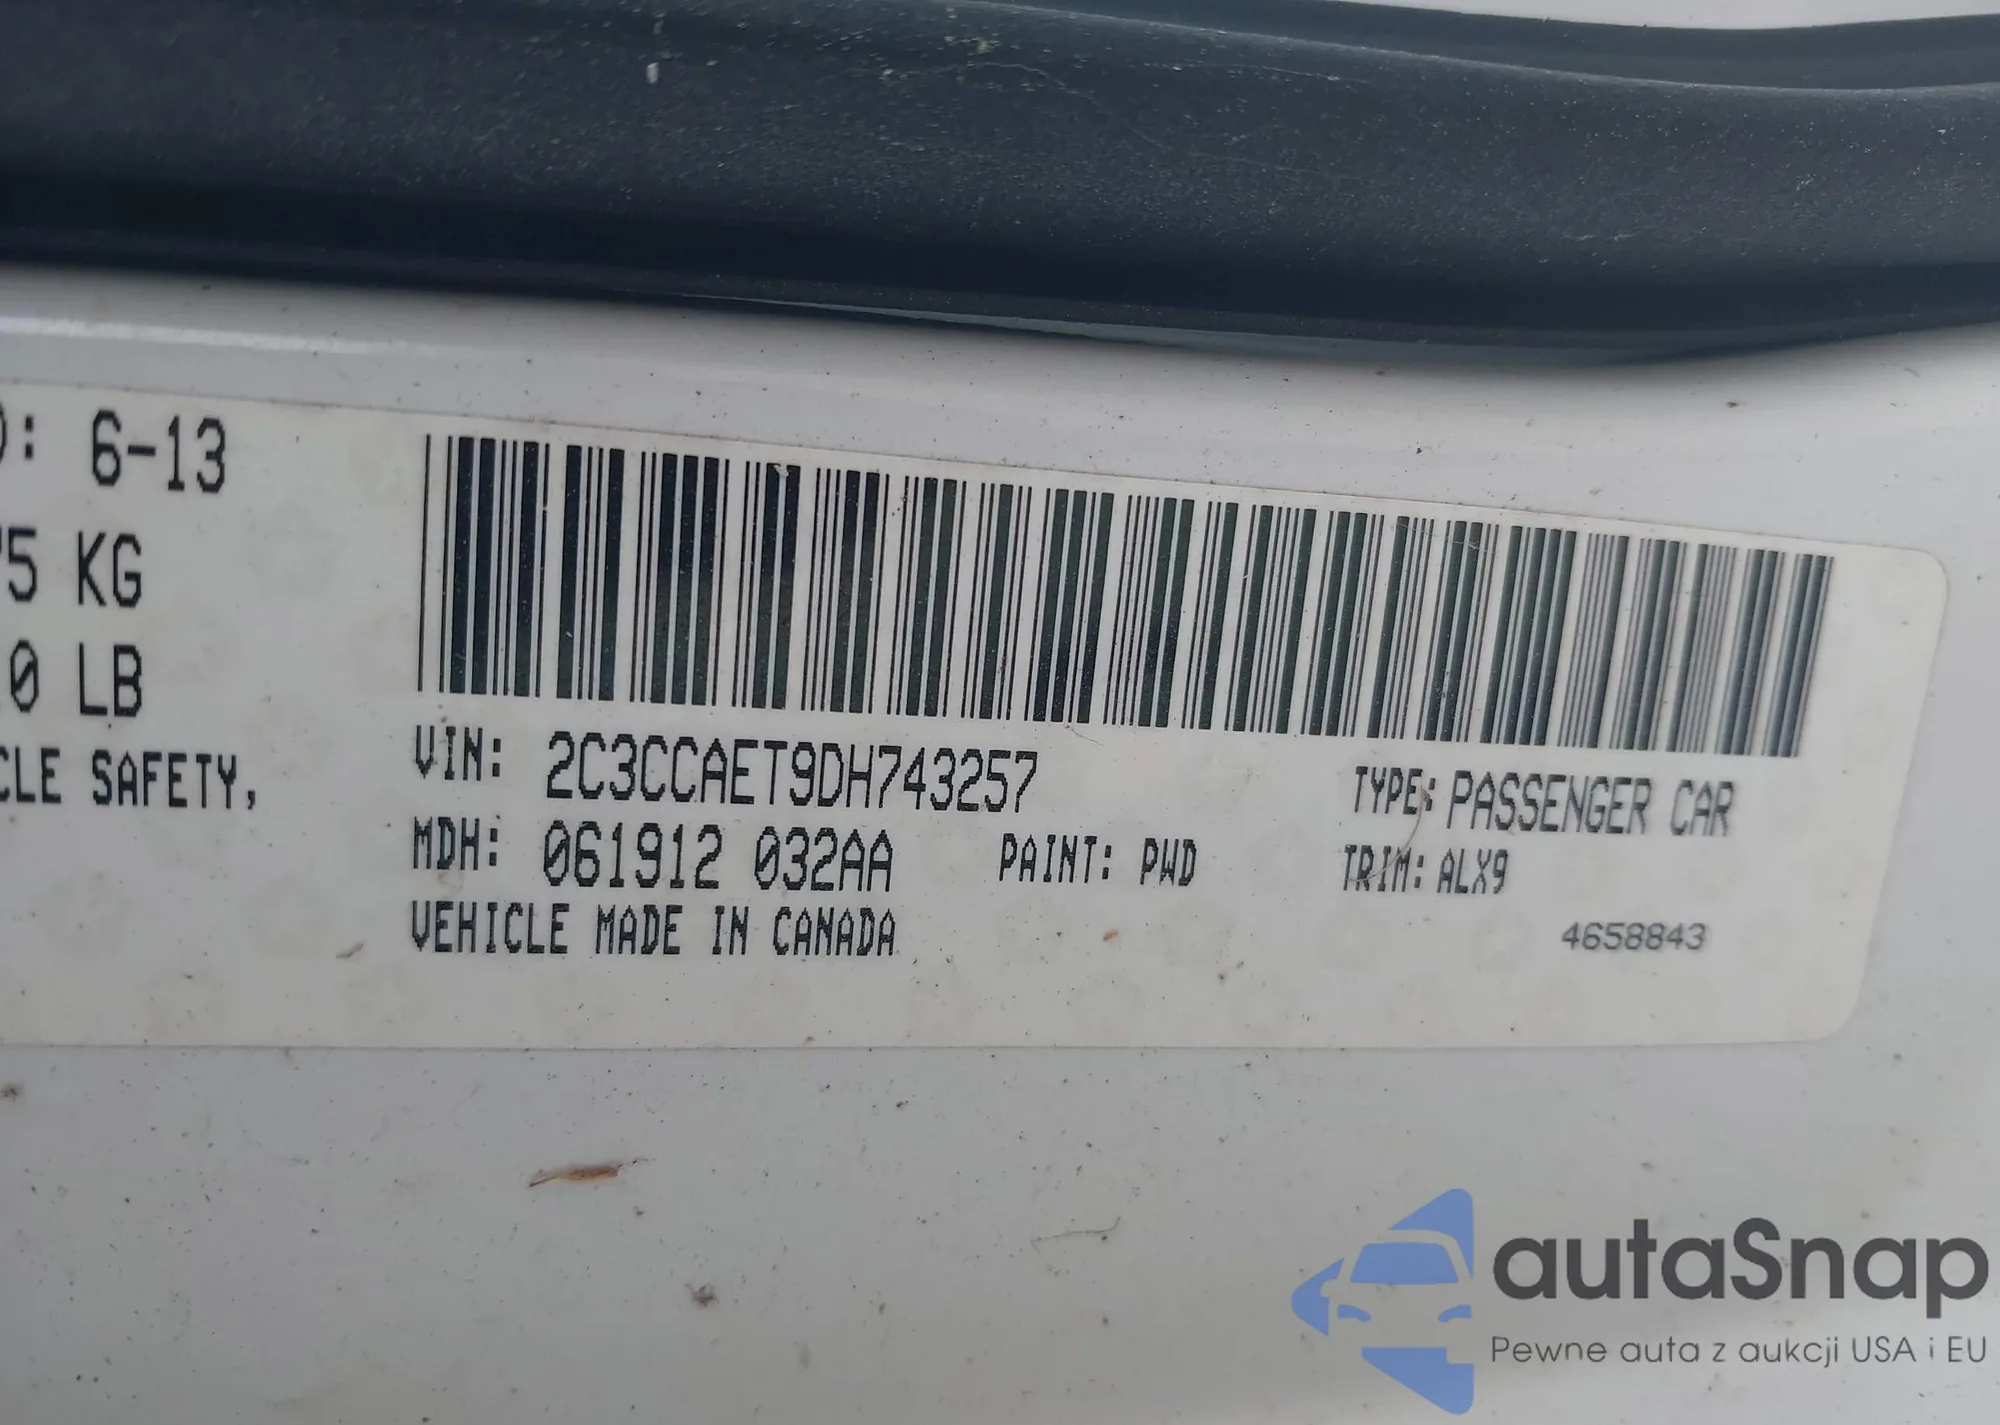 : 6-13
5 KG
0 LB
CLE SAFETY,
VIN: 2C3CCAET9DH743257
TYPE: PASSENGER CAR
MDH: 061912 032AA
PAINT: PWD
TRIM: ALX9
VEHICLE MADE IN CANADA
4658843
autaSnap
Pewne auta z aukcji USA i EU